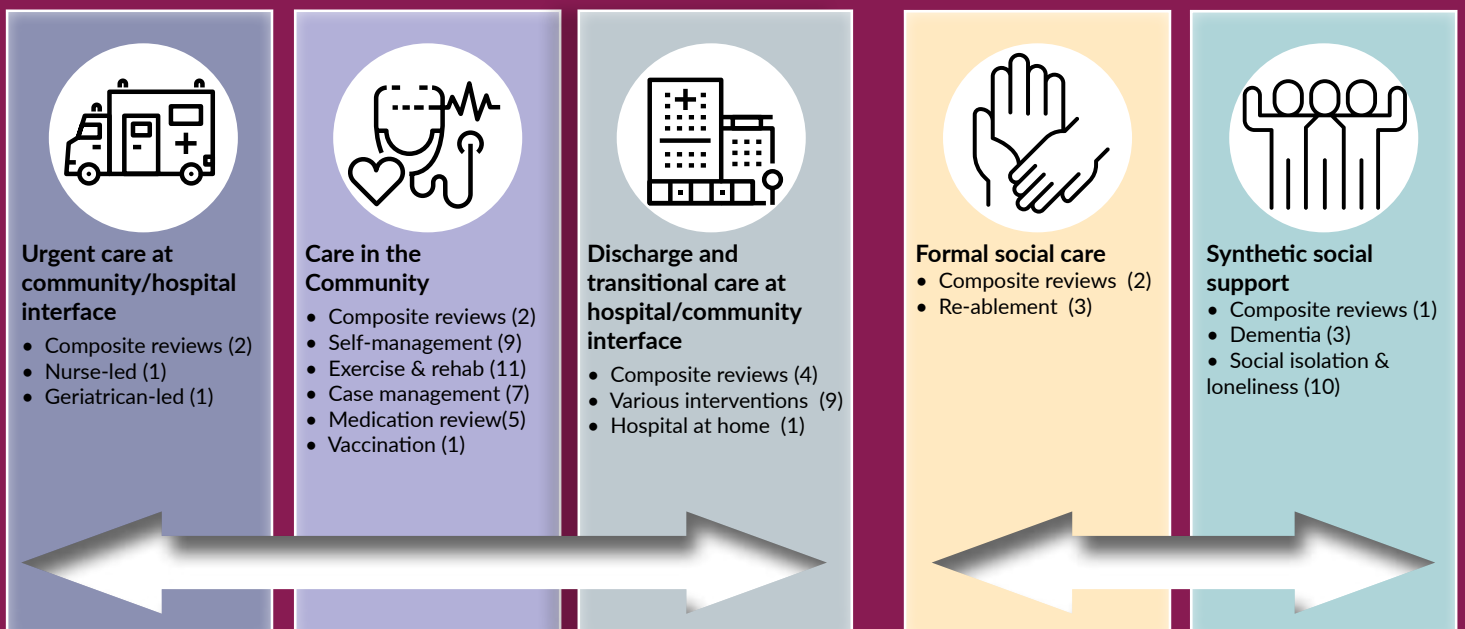 Urgent care at
community/hospital
interface
• Composite reviews (2)
• Nurse-led (1)
• Geriatrican-led (1)
Care in the
Community
• Composite reviews (2)
• Self-management (9)
• Exercise & rehab (11)
• Case management (7)
• Medication review(5)
• Vaccination (1)
Discharge and
transitional care at
hospital/community
interface
• Composite reviews (4)
• Various interventions (9)
• Hospital at home (1)
Formal social care
• Composite reviews (2)
• Re-ablement (3)
Synthetic social
support
• Composite reviews (1)
• Dementia (3)
• Social isolation &
loneliness (10)